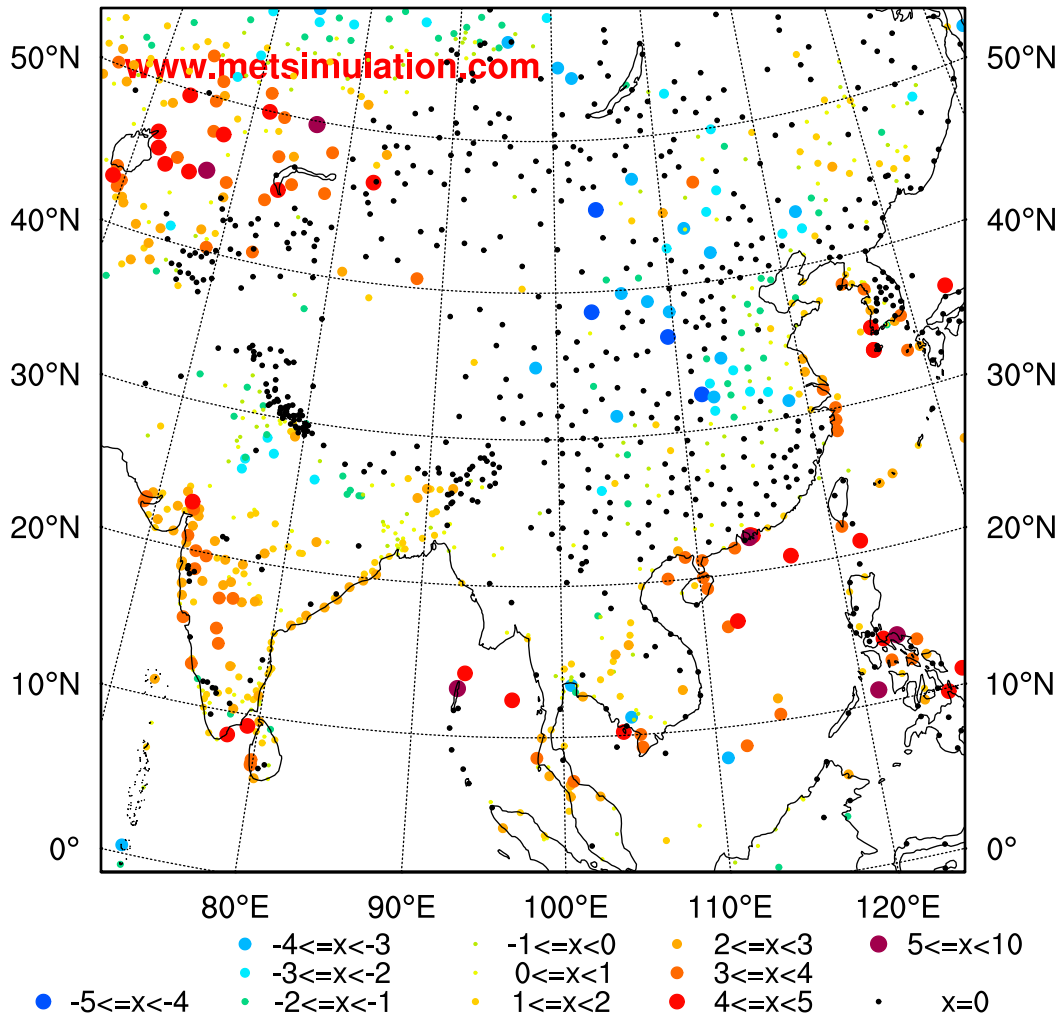 50°N 50°N
www.metsimulation.com
40°N 40°N
30°N 30°N
20°N 20°N
10°N 10°N
0° 0°
80°E 90°E 100°E 110°E 120°E
-4<=x<-3 -1<=x<0 2<=x<3 5<=x<10
-3<=x<-2 0<=x<1 3<=x<4
-5<=x<-4 -2<=x<-1 1<=x<2 4<=x<5 x=0